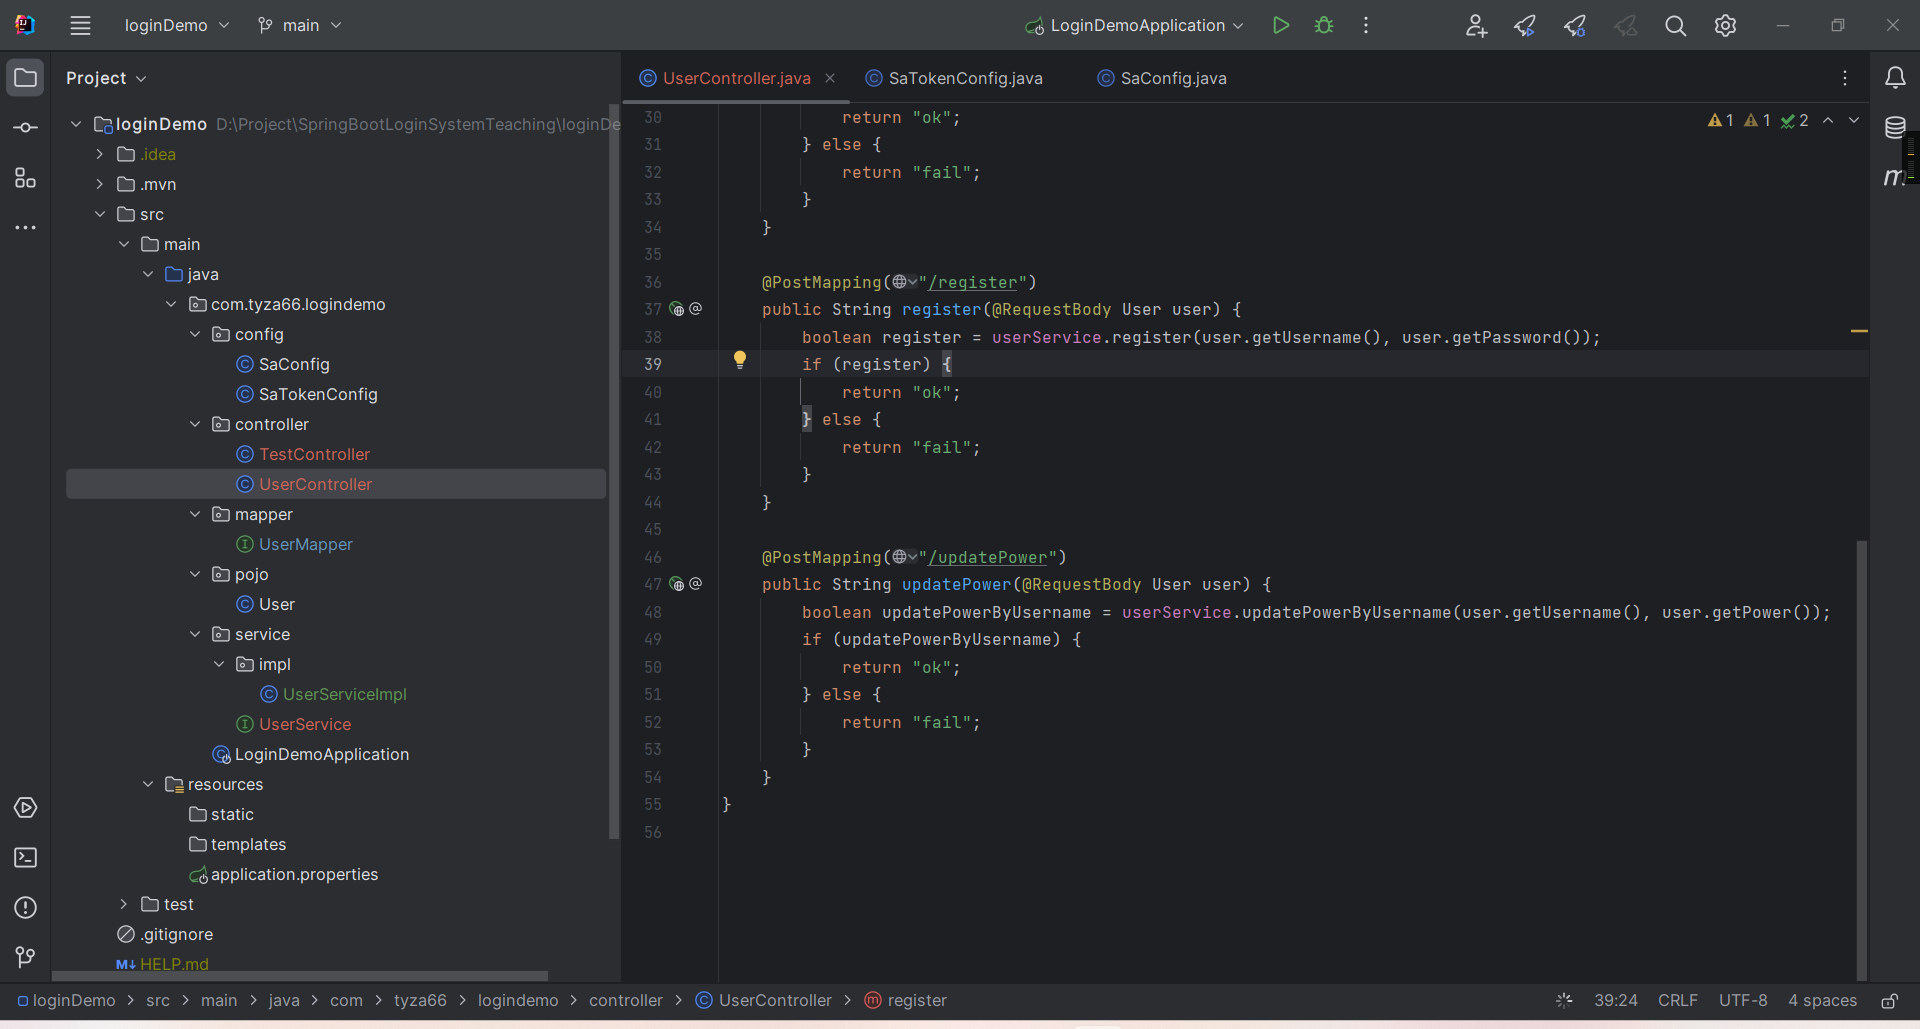 loginDemo
main
LoginDemoApplication
Project
UserController.java
SaTokenConfig.java
SaConfig.java
loginDemo D:\Project\SpringBootLoginSystemTeaching\loginDe
.idea
.mvn
src
main
java
com.tyza66.logindemo
config
SaConfig
SaTokenConfig
controller
TestController
UserController
mapper
UserMapper
pojo
User
service
impl
UserServiceImpl
UserService
LoginDemoApplication
resources
static
templates
application.properties
test
.gitignore
M↓ HELP.md
1 1 2
30 return "ok";
31 } else {
32 return "fail";
33 }
34 }
35
36 @PostMapping("/register")
37 public String register(@RequestBody User user) {
38 boolean register = userService.register(user.getUsername(), user.getPassword());
39 if (register) {
40 return "ok";
41 } else {
42 return "fail";
43 }
44 }
45
46 @PostMapping("/updatePower")
47 public String updatePower(@RequestBody User user) {
48 boolean updatePowerByUsername = userService.updatePowerByUsername(user.getUsername(), user.getPower());
49 if (updatePowerByUsername) {
50 return "ok";
51 } else {
52 return "fail";
53 }
54 }
55 }
56
loginDemo > src > main > java > com > tyza66 > logindemo > controller > UserController > register
39:24 CRLF UTF-8 4 spaces